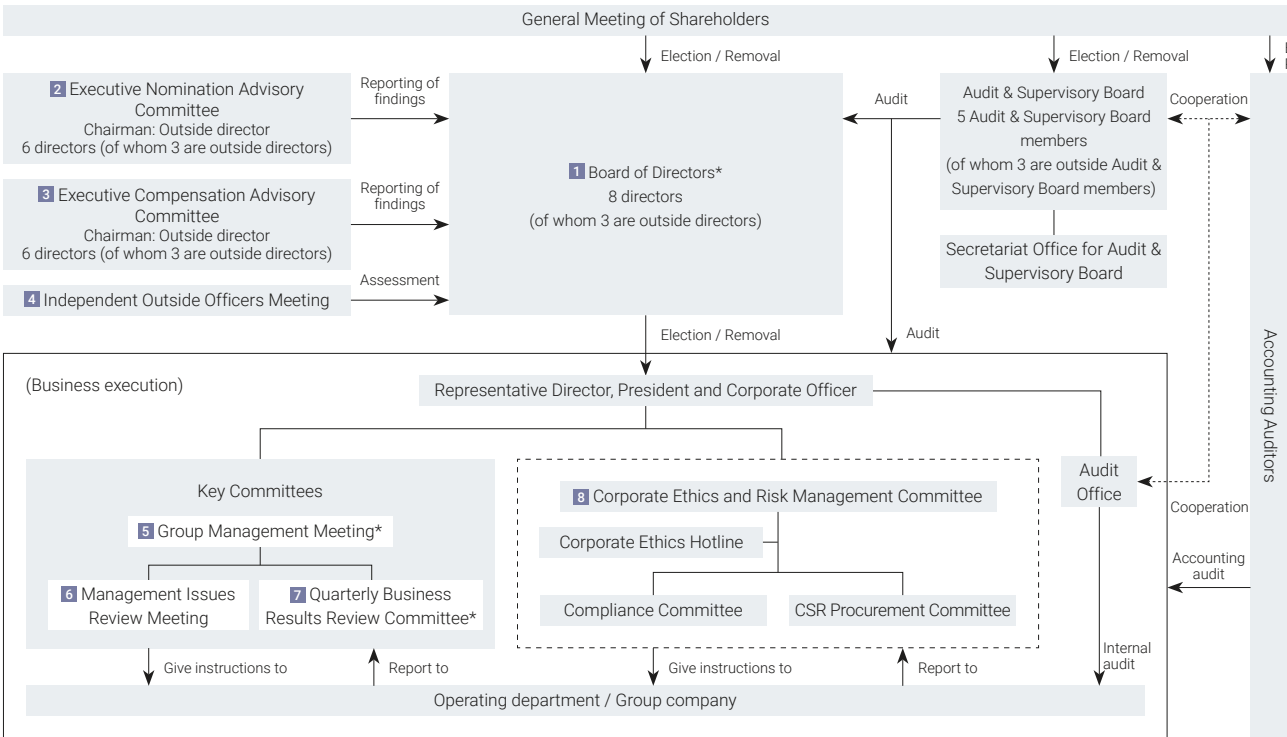 General Meeting of Shareholders
Election / Removal
Election / Removal
2 Executive Nomination Advisory
Committee
Chairman: Outside director
6 directors (of whom 3 are outside directors)
Reporting of
findings
3 Executive Compensation Advisory
Committee
Chairman: Outside director
6 directors (of whom 3 are outside directors)
Reporting of
findings
4 Independent Outside Officers Meeting
Assessment
1 Board of Directors*
8 directors
(of whom 3 are outside directors)
Audit
Audit & Supervisory Board
5 Audit & Supervisory Board
members
(of whom 3 are outside Audit &
Supervisory Board members)
Cooperation
Secretariat Office for Audit &
Supervisory Board
Accounting Auditors
Election / Removal
Audit
(Business execution)
Representative Director, President and Corporate Officer
Key Committees
5 Group Management Meeting*
6 Management Issues
Review Meeting
7 Quarterly Business
Results Review Committee*
8 Corporate Ethics and Risk Management Committee
Corporate Ethics Hotline
Compliance Committee
CSR Procurement Committee
Audit
Office
Cooperation
Accounting
audit
Internal
audit
Give instructions to
Report to
Give instructions to
Report to
Operating department / Group company